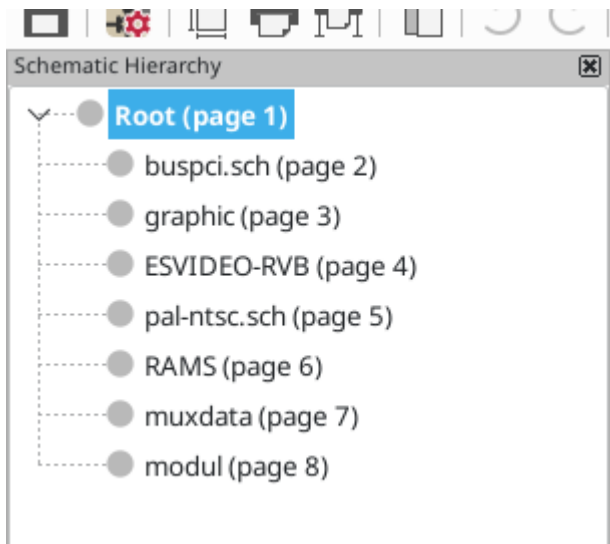 Schematic Hierarchy
Root (page 1)
buspci.sch (page 2)
graphic (page 3)
ESVIDEO-RVB (page 4)
pal-ntsc.sch (page 5)
RAMS (page 6)
muxdata (page 7)
modul (page 8)